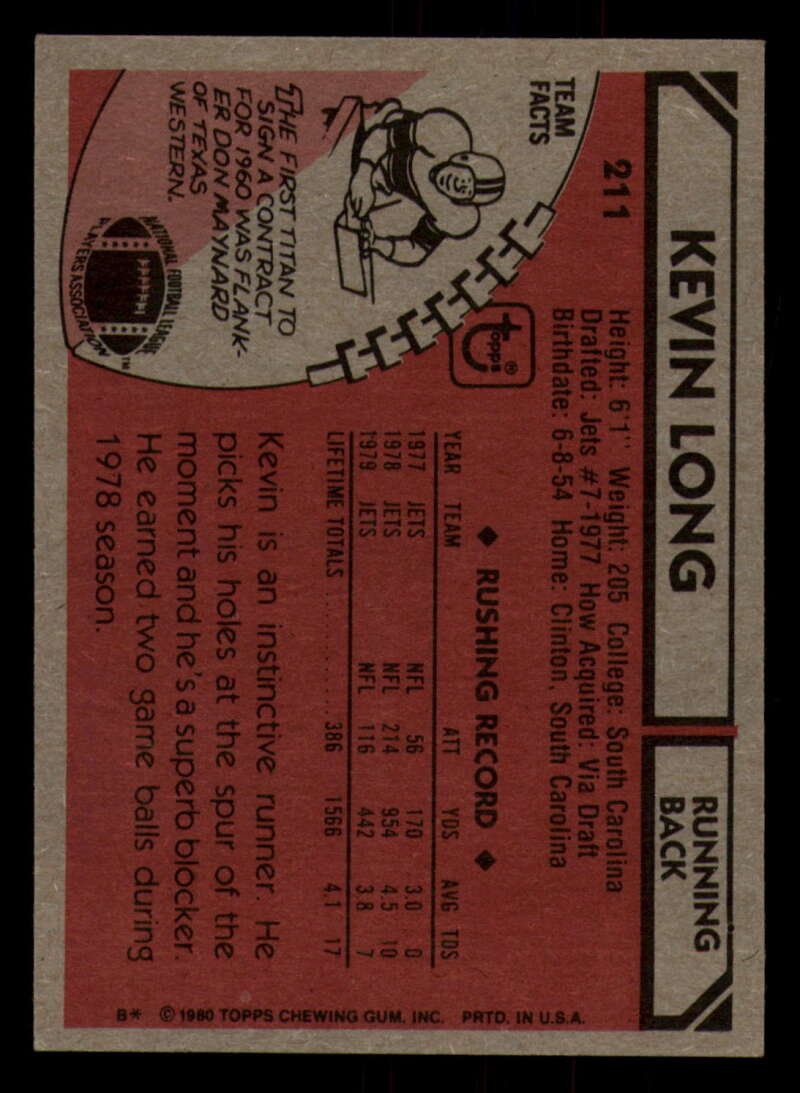 KEVIN LONG
RUNNING
BACK
211
Height: 6'1" Weight: 205 College: South Carolina
Drafted: Jets #7-1977 How Acquired: Via Draft
Birthdate: 6-8-54 Home: Clinton, South Carolina
TEAM
FACTS
THE FIRST TITAN TO
SIGN A CONTRACT
FOR 1960 WAS FLANK-
ER DON MAYNARD
OF TEXAS
WESTERN.
NATIONAL FOOTBALL LEAGUE
PLAYERS ASSOCIATION™
topps®
◆ RUSHING RECORD ◆
YEAR TEAM ATT YDS AVG TDS
1977 JETS NFL 56 170 3.0 0
1978 JETS NFL 214 954 4.5 10
1979 JETS NFL 116 442 3.8 7
LIFETIME TOTALS ............... 386 1566 4.1 17
Kevin is an instinctive runner. He
picks his holes at the spur of the
moment and he's a superb blocker.
He earned two game balls during
1978 season.
B* © 1980 TOPPS CHEWING GUM, INC. PRTD. IN U.S.A.